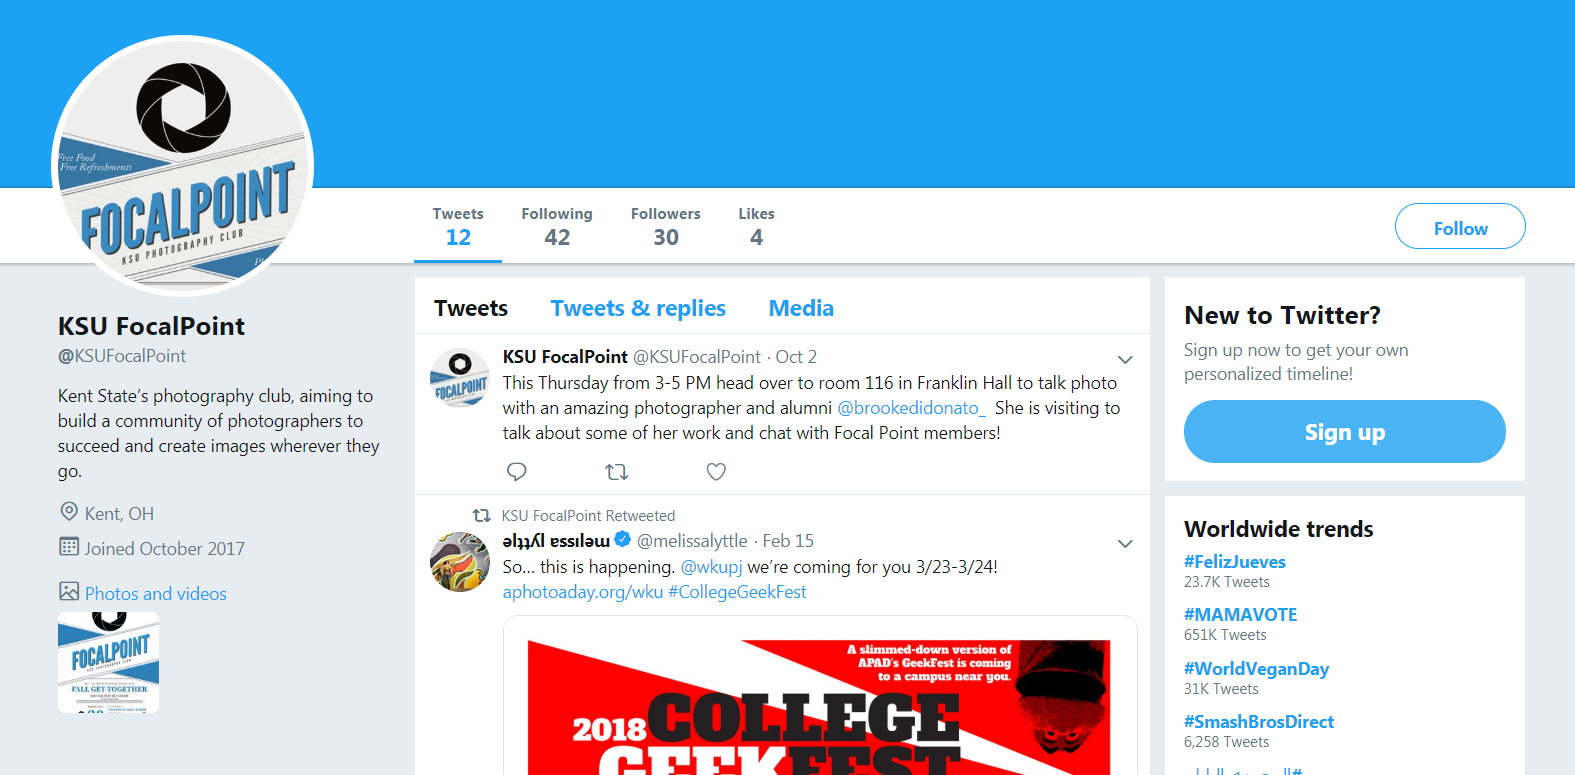 Free Food
Free Refreshments
FOCALPOINT
KSU PHOTOGRAPHY CLUB
Tweets
12
Following
42
Followers
30
Likes
4
Follow
KSU FocalPoint
@KSUFocalPoint
Kent State’s photography club, aiming to
build a community of photographers to
succeed and create images wherever they
go.
Kent, OH
Joined October 2017
Photos and videos
FOCALPOINT
KSU PHOTOGRAPHY CLUB
FALL GET-TOGETHER
Tweets Tweets & replies Media
FOCALPOINT
KSU FocalPoint @KSUFocalPoint · Oct 2
This Thursday from 3-5 PM head over to room 116 in Franklin Hall to talk photo
with an amazing photographer and alumni @brookedidonato_ She is visiting to
talk about some of her work and chat with Focal Point members!
KSU FocalPoint Retweeted
ǝlʇʇʎl ɐssılǝɯ @melissalyttle · Feb 15
So... this is happening. @wkupj we’re coming for you 3/23-3/24!
aphotoaday.org/wku #CollegeGeekFest
A slimmed-down version of
APAD's GeekFest is coming
to a campus near you.
2018 COLLEGE
GEEKFEST
New to Twitter?
Sign up now to get your own
personalized timeline!
Sign up
Worldwide trends
#FelizJueves
23.7K Tweets
#MAMAVOTE
651K Tweets
#WorldVeganDay
31K Tweets
#SmashBrosDirect
6,258 Tweets